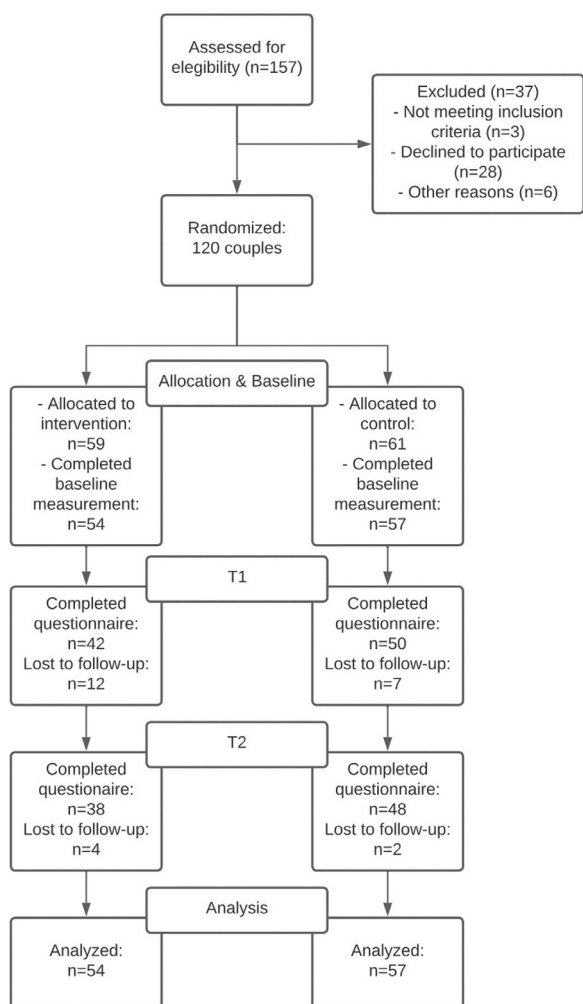 Assessed for
elegibility (n=157)
Excluded (n=37)
- Not meeting inclusion
criteria (n=3)
- Declined to participate
(n=28)
- Other reasons (n=6)
Randomized:
120 couples
Allocation & Baseline
- Allocated to
intervention:
n=59
- Completed
baseline
measurement:
n=54
- Allocated to
control:
n=61
- Completed
baseline
measurement:
n=57
T1
Completed
questionnaire:
n=42
Lost to follow-up:
n=12
Completed
questionnaire:
n=50
Lost to follow-up:
n=7
T2
Completed
questionaire:
n=38
Lost to follow-up:
n=4
Completed
questionnaire:
n=48
Lost to follow-up:
n=2
Analysis
Analyzed:
n=54
Analyzed:
n=57